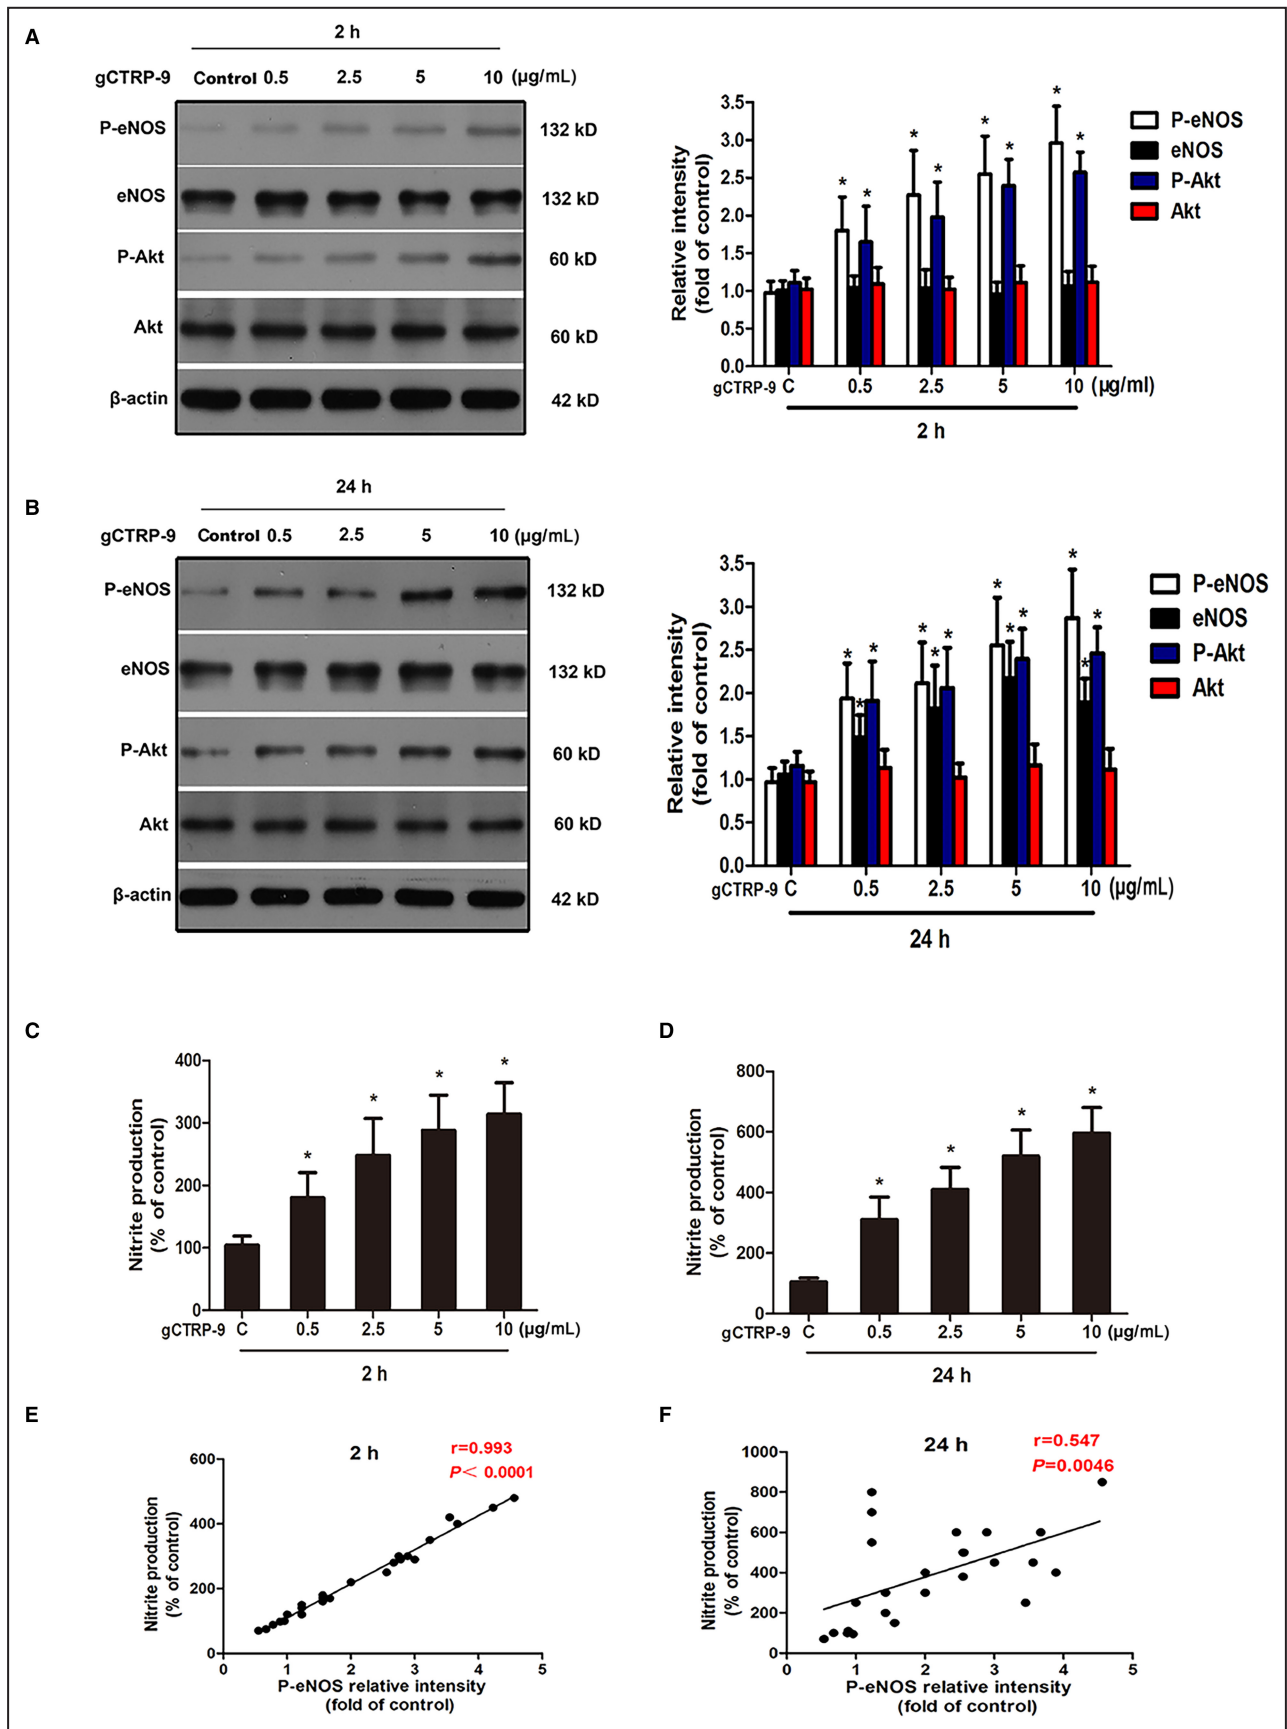 A
2 h
gCTRP-9 Control 0.5 2.5 5 10 (µg/mL)
P-eNOS 132 kD
eNOS 132 kD
P-Akt 60 kD
Akt 60 kD
β-actin 42 kD
Relative intensity
(fold of control)
3.5
3.0
2.5
2.0
1.5
1.0
0.5
0.0
* * * * * * * *
P-eNOS
eNOS
P-Akt
Akt
gCTRP-9 C 0.5 2.5 5 10 (µg/ml)
2 h
B
24 h
gCTRP-9 Control 0.5 2.5 5 10 (µg/mL)
P-eNOS 132 kD
eNOS 132 kD
P-Akt 60 kD
Akt 60 kD
β-actin 42 kD
Relative intensity
(fold of control)
3.5
3.0
2.5
2.0
1.5
1.0
0.5
0.0
* * * * * * * * * * * *
P-eNOS
eNOS
P-Akt
Akt
gCTRP-9 C 0.5 2.5 5 10 (µg/mL)
24 h
C
Nitrite production
(% of control)
400
300
200
100
0
* * * *
gCTRP-9 C 0.5 2.5 5 10 (µg/mL)
2 h
D
Nitrite production
(% of control)
800
600
400
200
0
* * * *
gCTRP-9 C 0.5 2.5 5 10 (µg/mL)
24 h
E
2 h
r=0.993
P< 0.0001
Nitrite production
(% of control)
600
400
200
0
0 1 2 3 4 5
P-eNOS relative intensity
(fold of control)
F
24 h
r=0.547
P=0.0046
Nitrite production
(% of control)
1000
800
600
400
200
0
0 1 2 3 4 5
P-eNOS relative intensity
(fold of control)